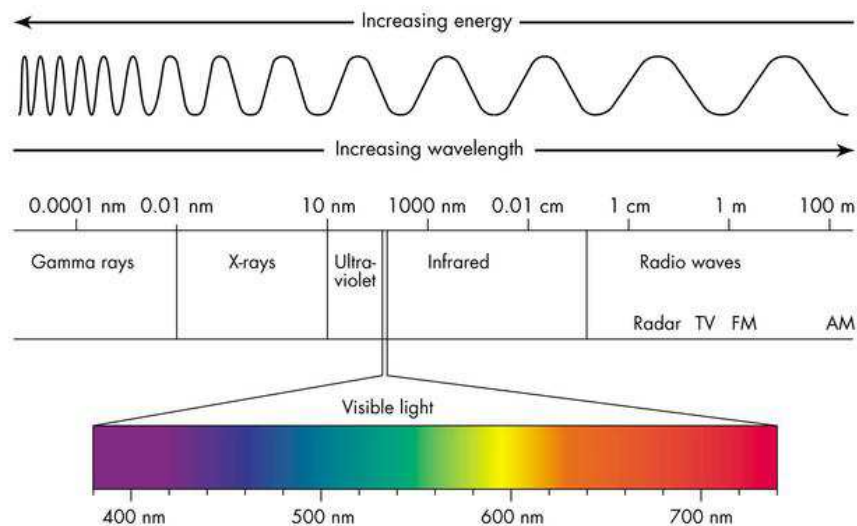 Increasing energy
Increasing wavelength
0.0001 nm 0.01 nm 10 nm 1000 nm 0.01 cm 1 cm 1 m 100 m
Gamma rays X-rays Ultra-
violet Infrared Radio waves
Radar TV FM AM
Visible light
400 nm 500 nm 600 nm 700 nm